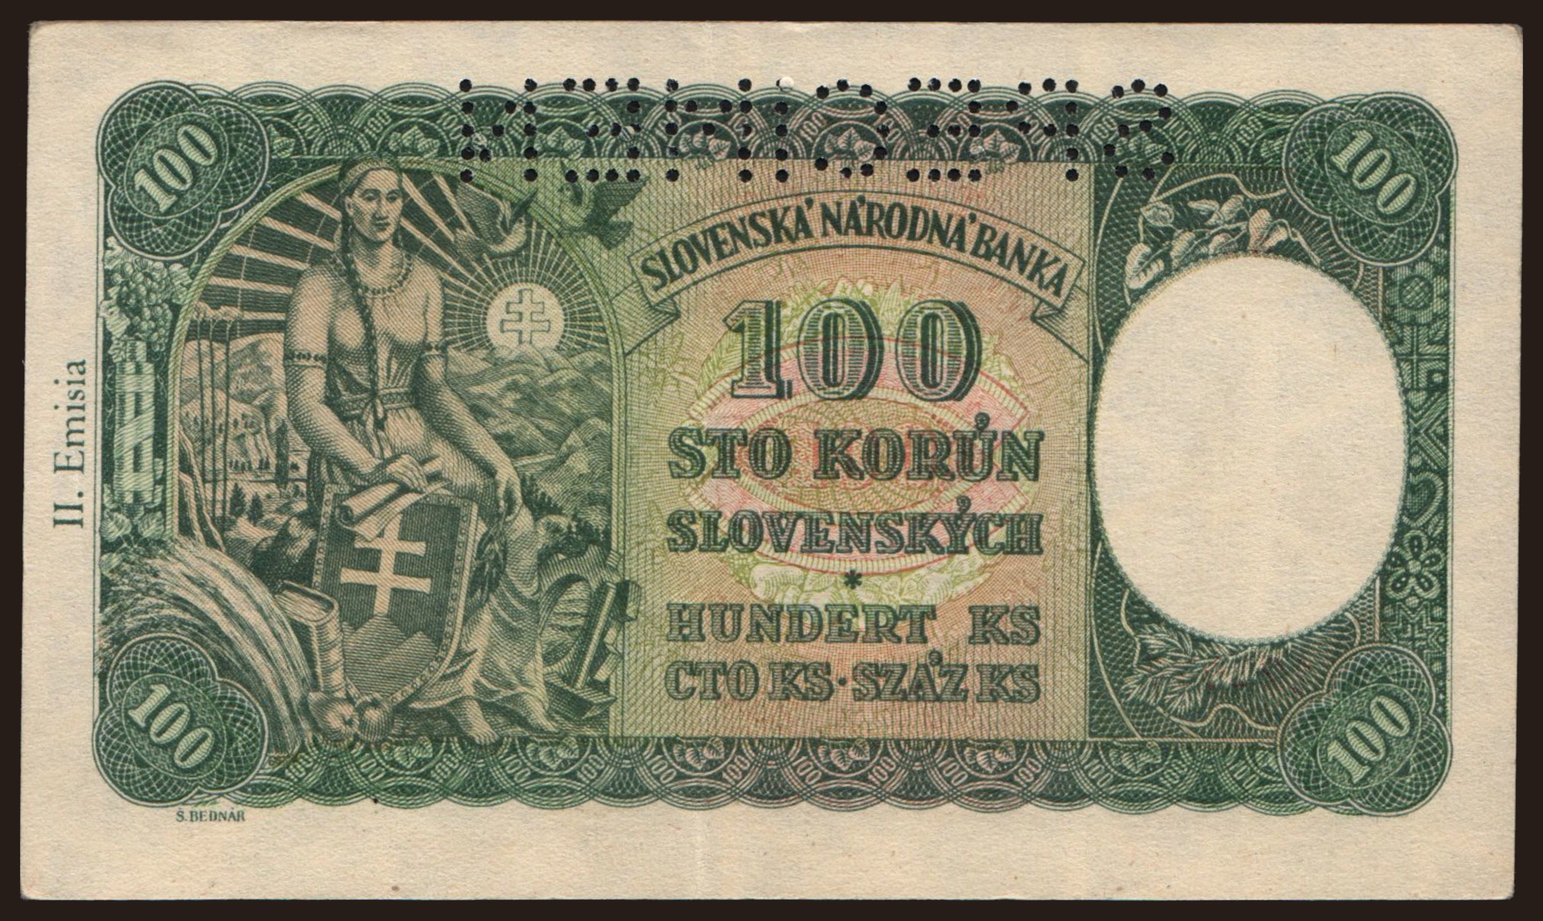 100
100
SLOVENSKÁ NÁRODNÁ BANKA
100
STO KORÚN
SLOVENSKÝCH
*
HUNDERT KS
СТО KS · SZÁZ KS
II. Emisia
100
100
Š. BEDNÁR